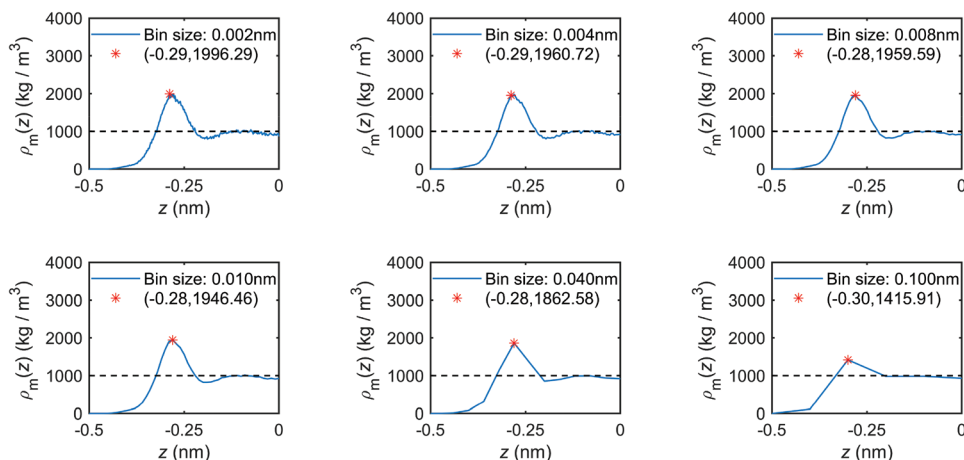 4000
3000
2000
1000
0
ρm(z) (kg / m³)
Bin size: 0.002nm
(-0.29,1996.29)
-0.5 -0.25 0
z (nm)
4000
3000
2000
1000
0
ρm(z) (kg / m³)
Bin size: 0.004nm
(-0.29,1960.72)
-0.5 -0.25 0
z (nm)
4000
3000
2000
1000
0
ρm(z) (kg / m³)
Bin size: 0.008nm
(-0.28,1959.59)
-0.5 -0.25 0
z (nm)
4000
3000
2000
1000
0
ρm(z) (kg / m³)
Bin size: 0.010nm
(-0.28,1946.46)
-0.5 -0.25 0
z (nm)
4000
3000
2000
1000
0
ρm(z) (kg / m³)
Bin size: 0.040nm
(-0.28,1862.58)
-0.5 -0.25 0
z (nm)
4000
3000
2000
1000
0
ρm(z) (kg / m³)
Bin size: 0.100nm
(-0.30,1415.91)
-0.5 -0.25 0
z (nm)